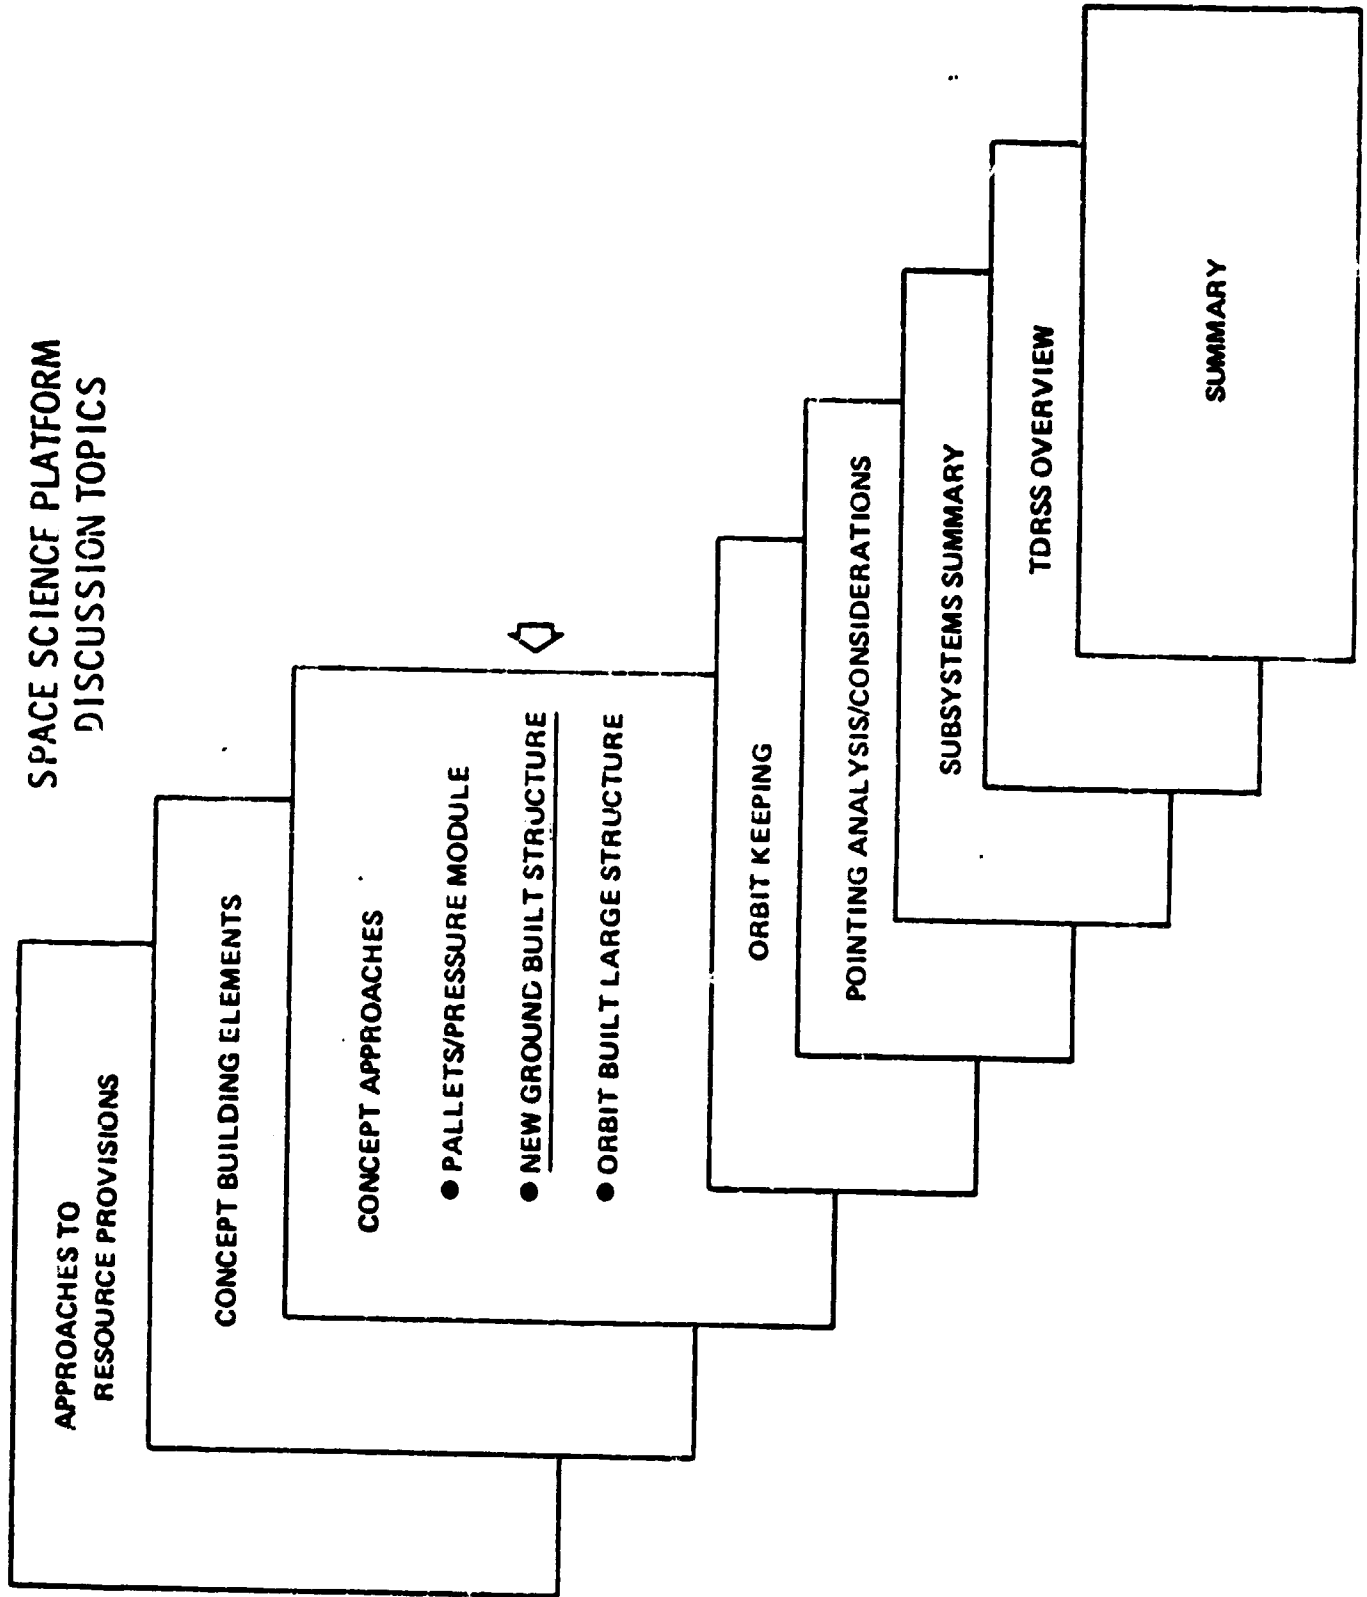 SPACE SCIENCE PLATFORM
DISCUSSION TOPICS
APPROACHES TO
RESOURCE PROVISIONS
CONCEPT BUILDING ELEMENTS
CONCEPT APPROACHES
● PALLETS/PRESSURE MODULE
● NEW GROUND BUILT STRUCTURE
● ORBIT BUILT LARGE STRUCTURE
ORBIT KEEPING
POINTING ANALYSIS/CONSIDERATIONS
SUBSYSTEMS SUMMARY
TDRSS OVERVIEW
SUMMARY